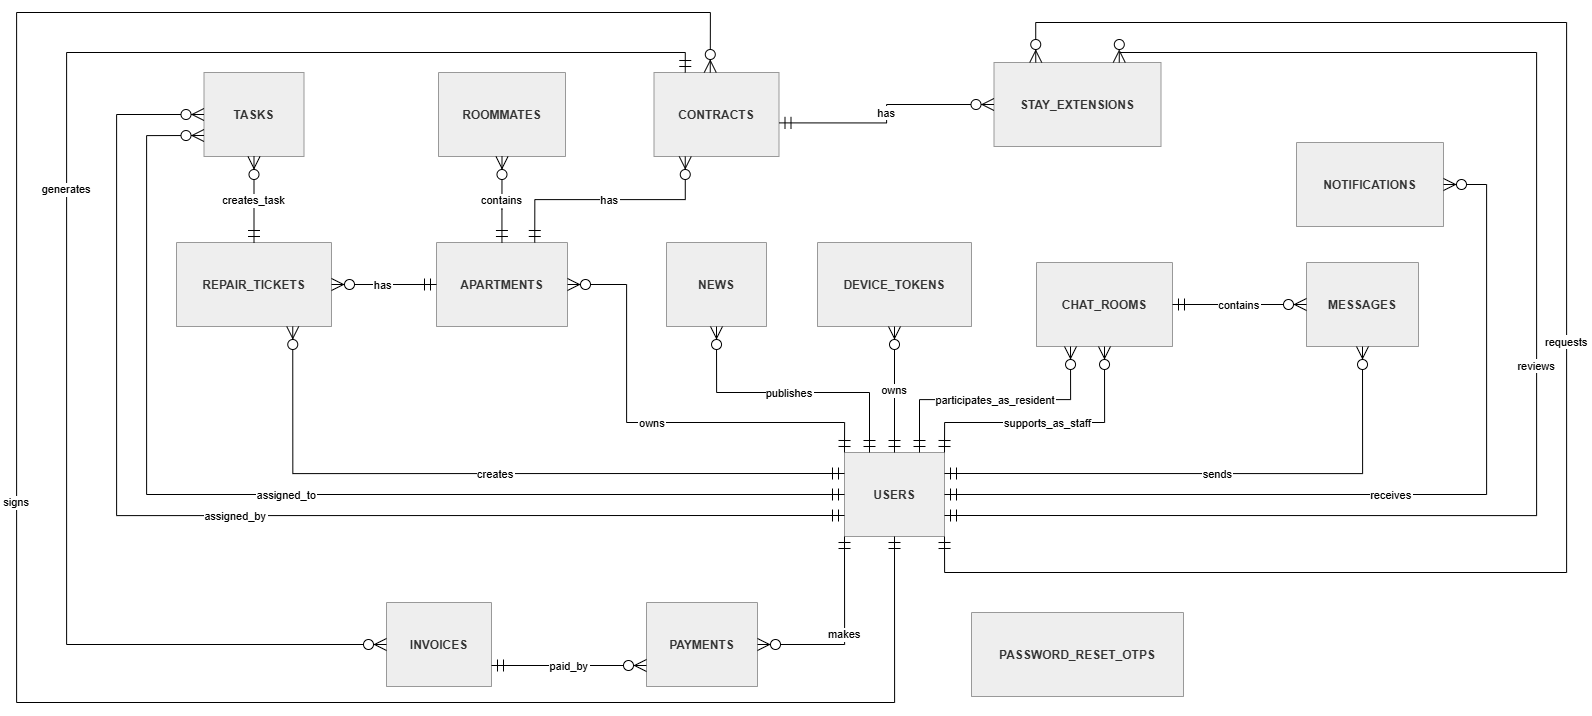 TASKS
ROOMMATES
CONTRACTS
has
STAY_EXTENSIONS
generates
creates_task
contains
has
NOTIFICATIONS
REPAIR_TICKETS
has
APARTMENTS
NEWS
DEVICE_TOKENS
CHAT_ROOMS
contains
MESSAGES
requests
reviews
publishes
owns
participates_as_resident
owns
supports_as_staff
creates
sends
assigned_to
USERS
receives
signs
assigned_by
makes
INVOICES
paid_by
PAYMENTS
PASSWORD_RESET_OTPS